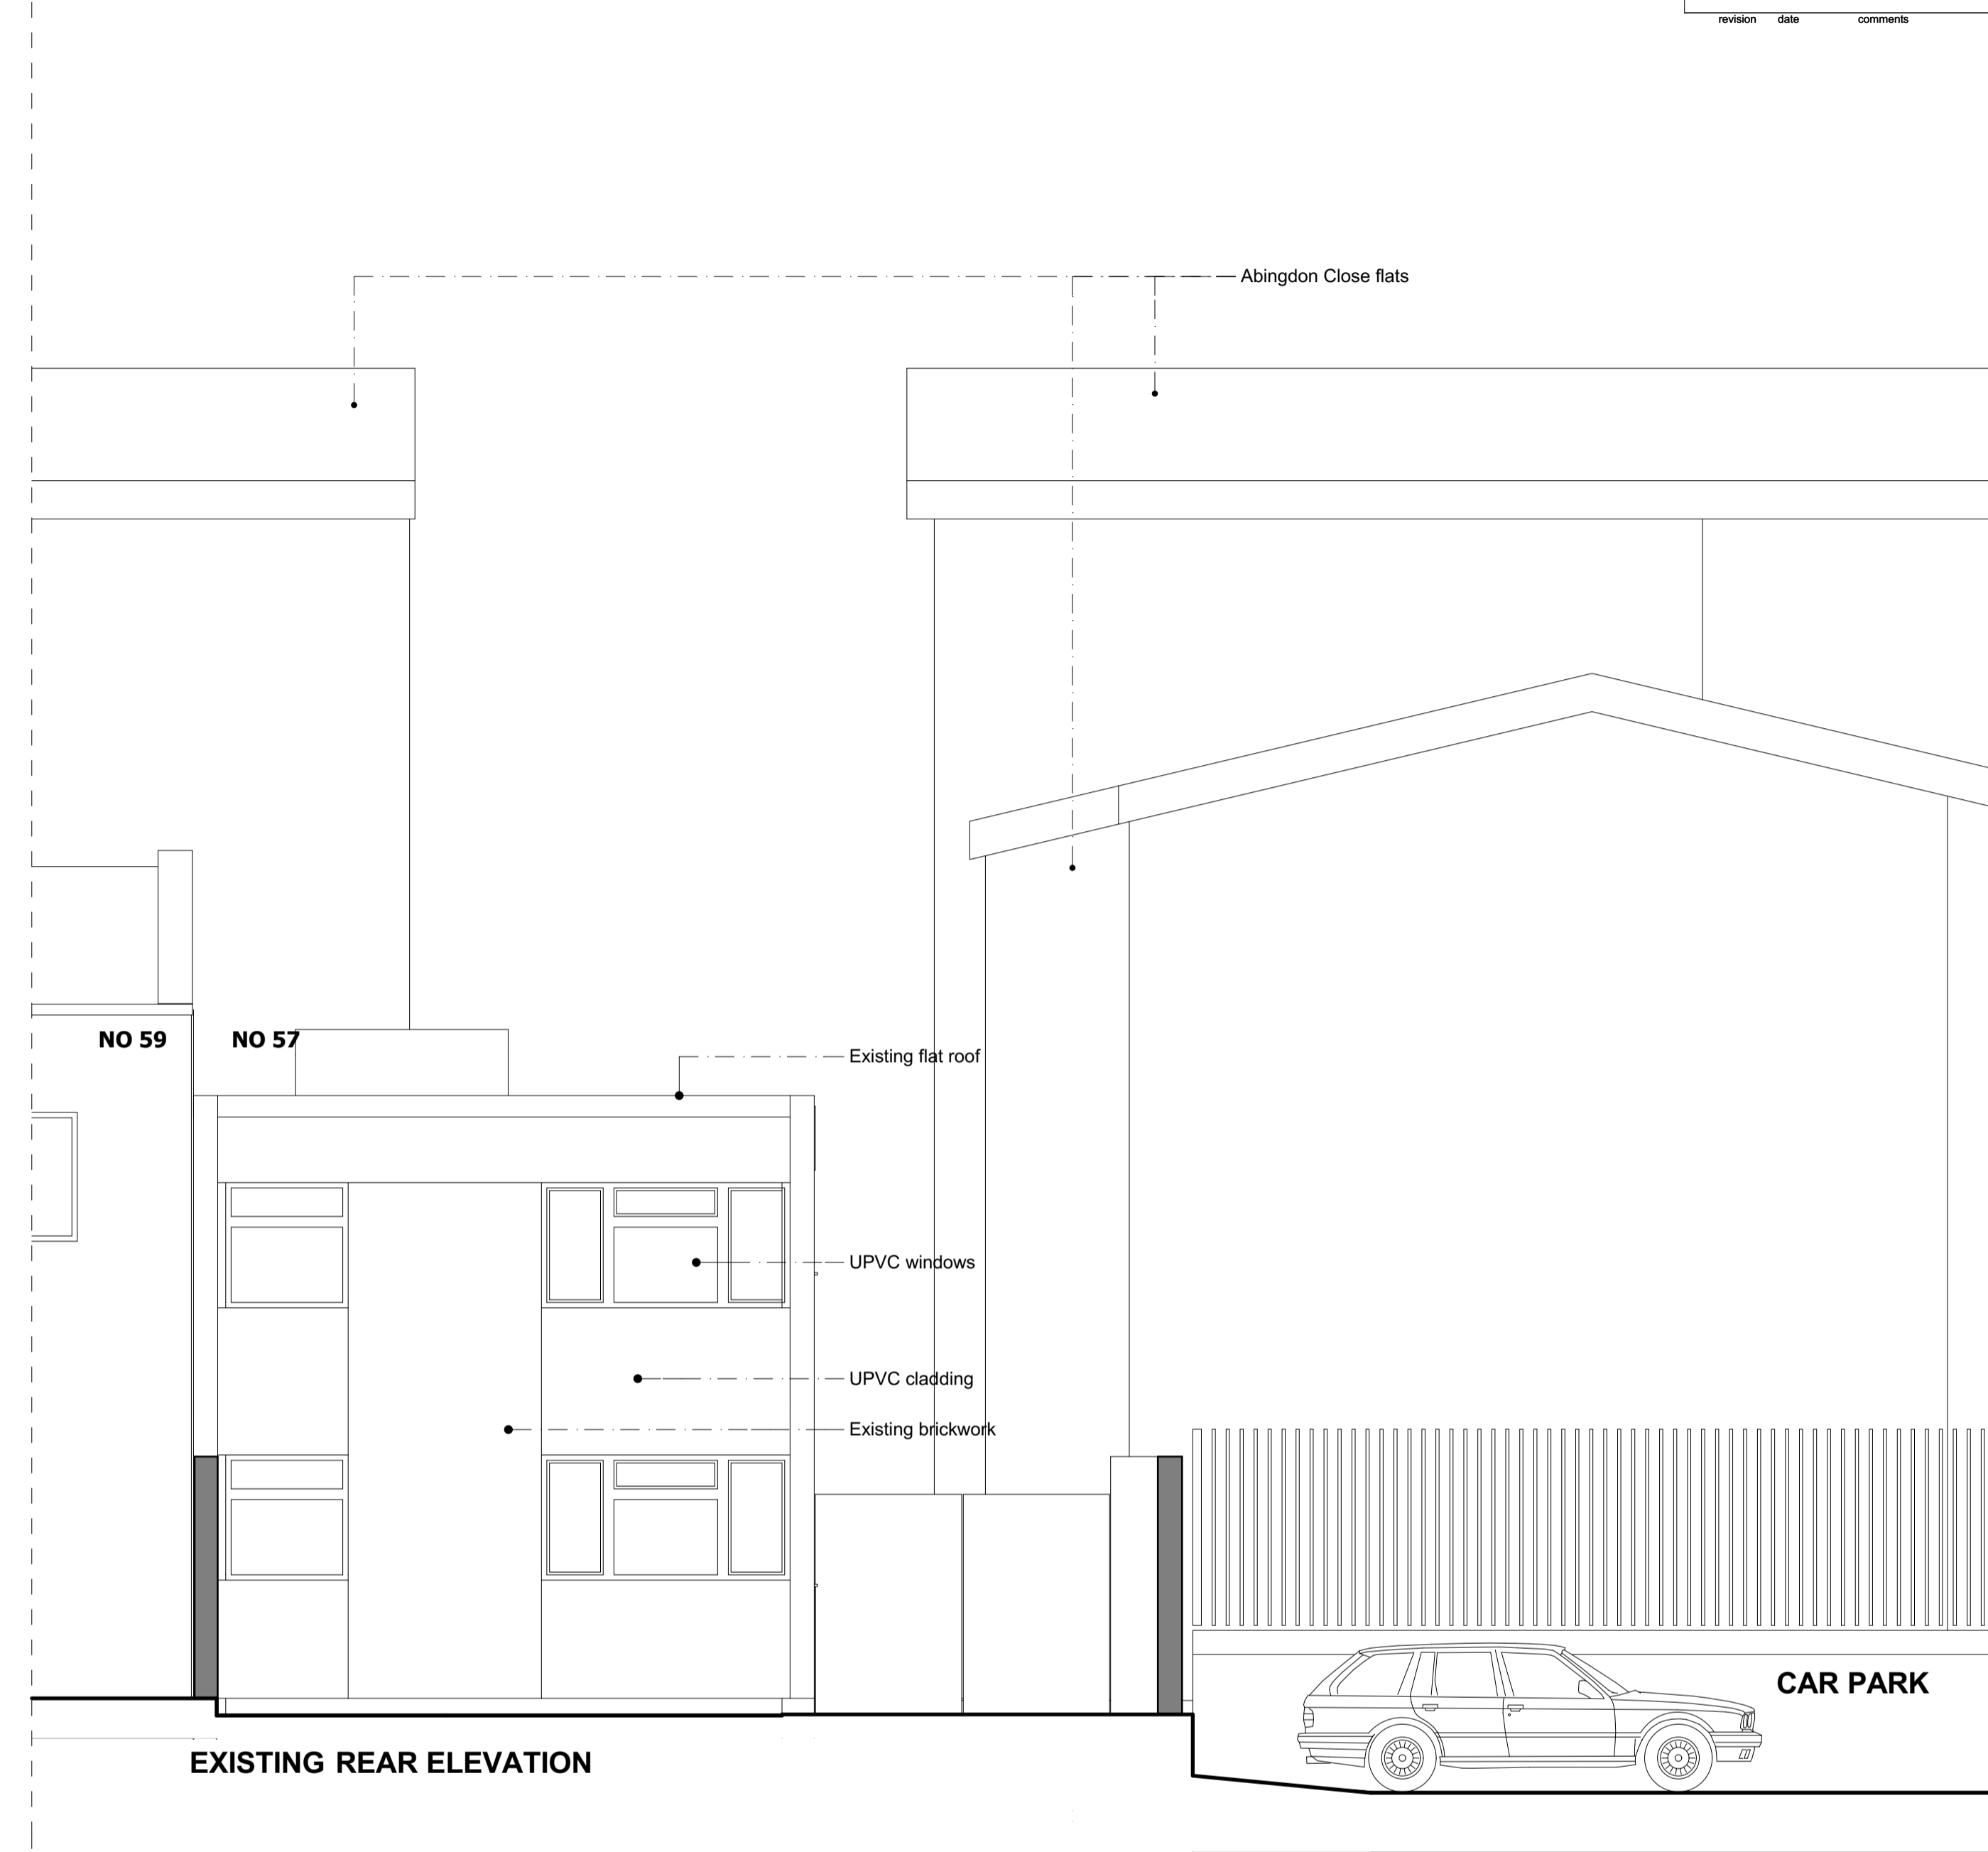 revision date comments
Abingdon Close flats
NO 59 NO 57
Existing flat roof
UPVC windows
UPVC cladding
Existing brickwork
CAR PARK
EXISTING REAR ELEVATION